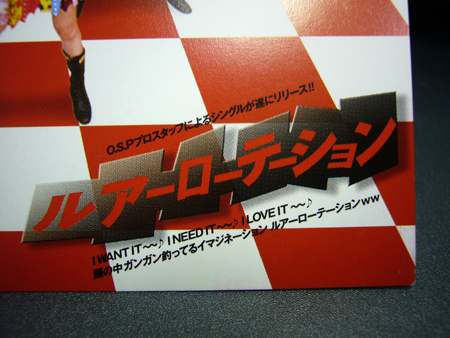 O.S.Pプロスタッフによるシングルが遂にリリース!!
ルアーローテーション
I WANT IT 〜〜♪ I NEED IT 〜〜♪ I LOVE IT 〜〜♪
頭の中ガンガン釣ってるイマジネーション ルアーローテーションww